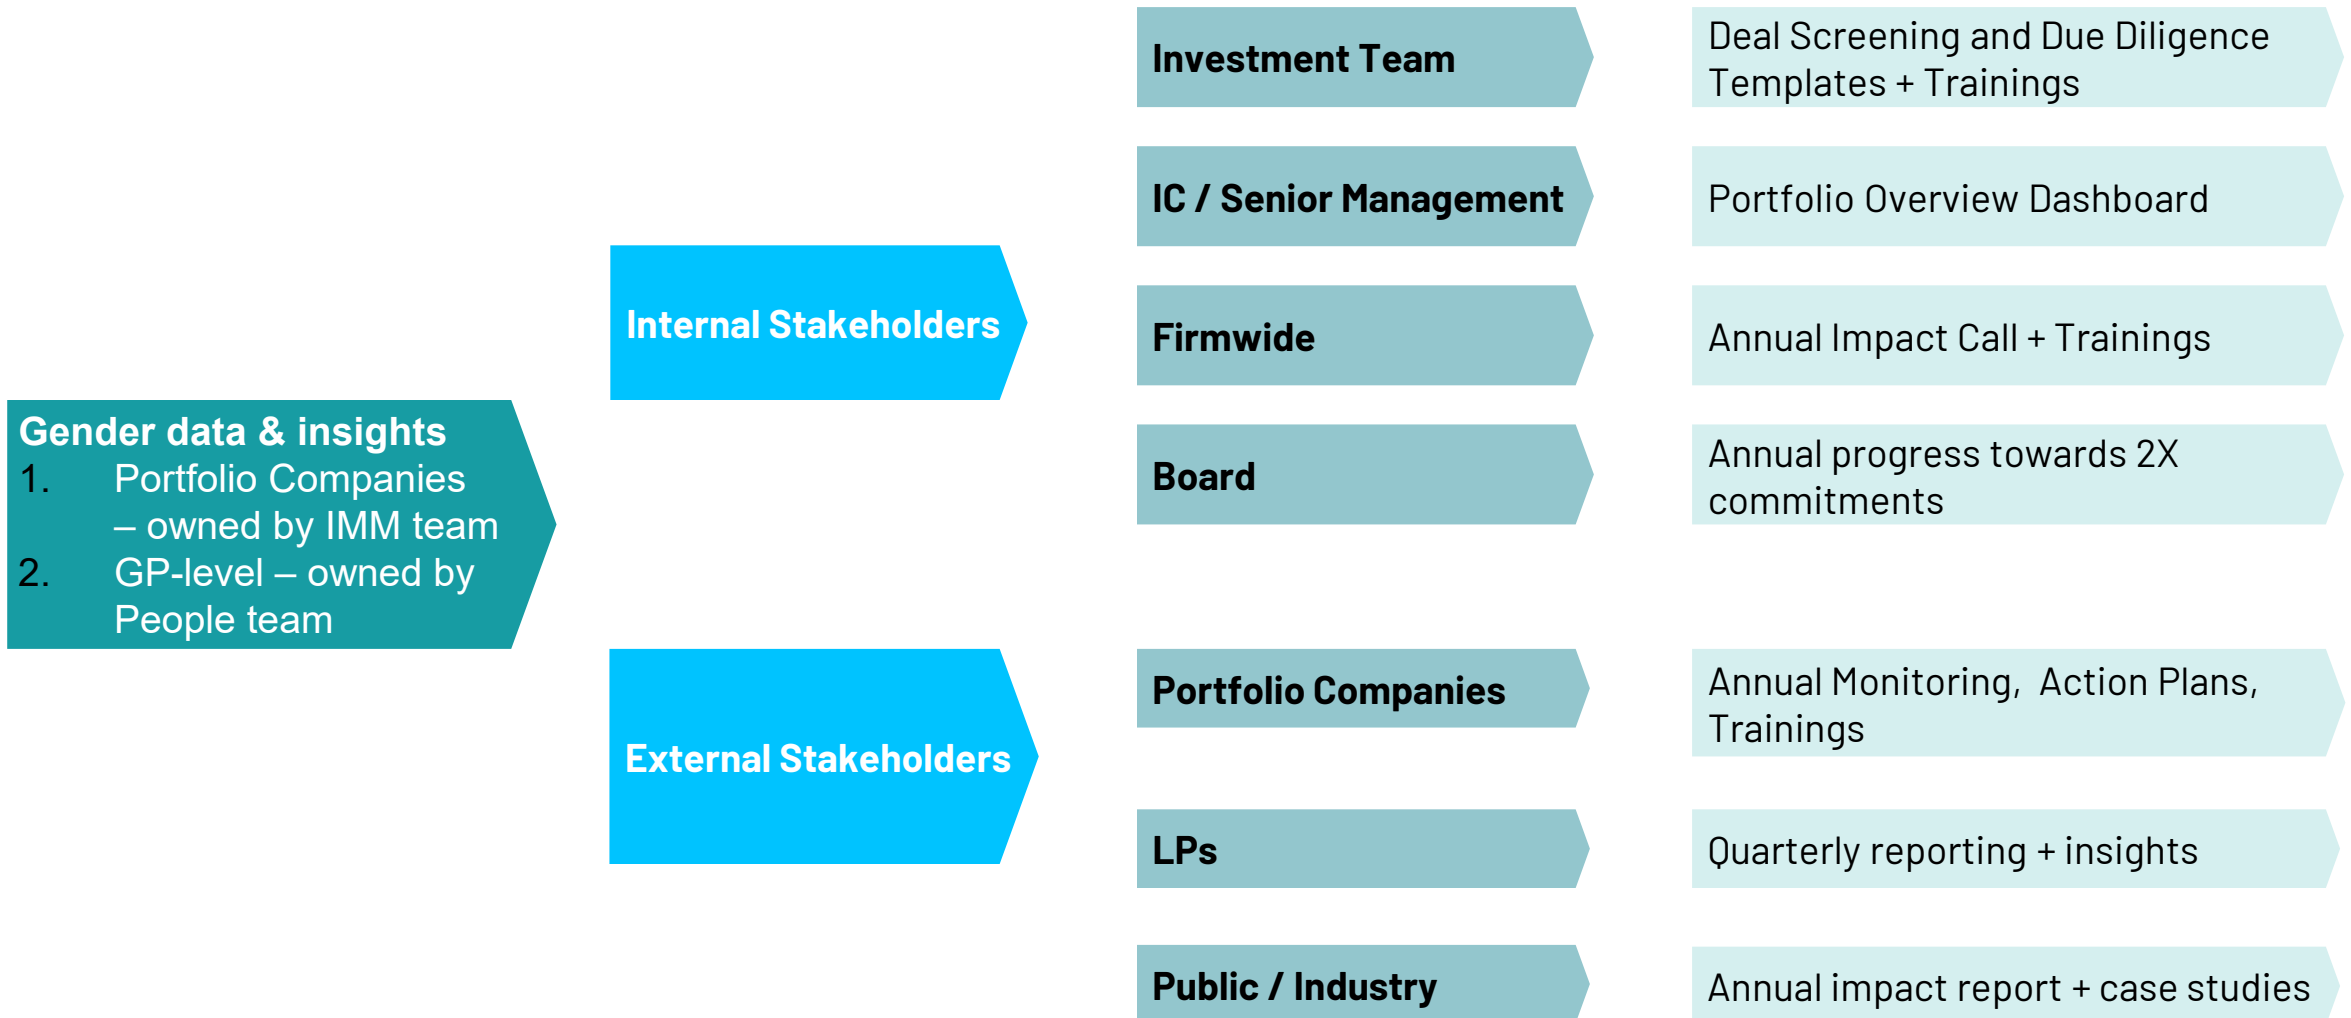 Gender data & insights
1. Portfolio Companies
– owned by IMM team
2. GP-level – owned by
People team
Internal Stakeholders
Investment Team
Deal Screening and Due Diligence
Templates + Trainings
IC / Senior Management
Portfolio Overview Dashboard
Firmwide
Annual Impact Call + Trainings
Board
Annual progress towards 2X
commitments
External Stakeholders
Portfolio Companies
Annual Monitoring,  Action Plans,
Trainings
LPs
Quarterly reporting + insights
Public / Industry
Annual impact report + case studies